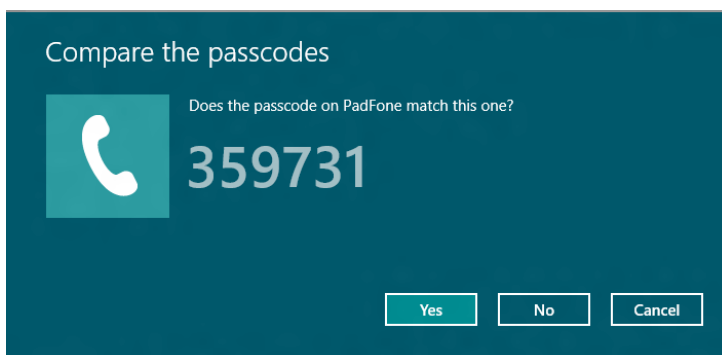 Compare the passcodes
Does the passcode on PadFone match this one?
359731
Yes No Cancel